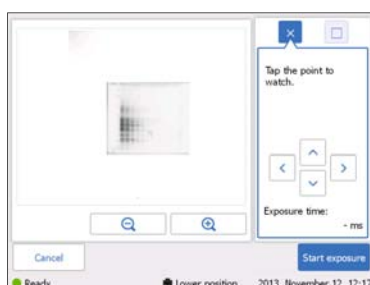 Tap the point to
watch.
Exposure time:
- ms
Cancel
Start exposure
Ready
Lower position
2013, November 12, 12:17